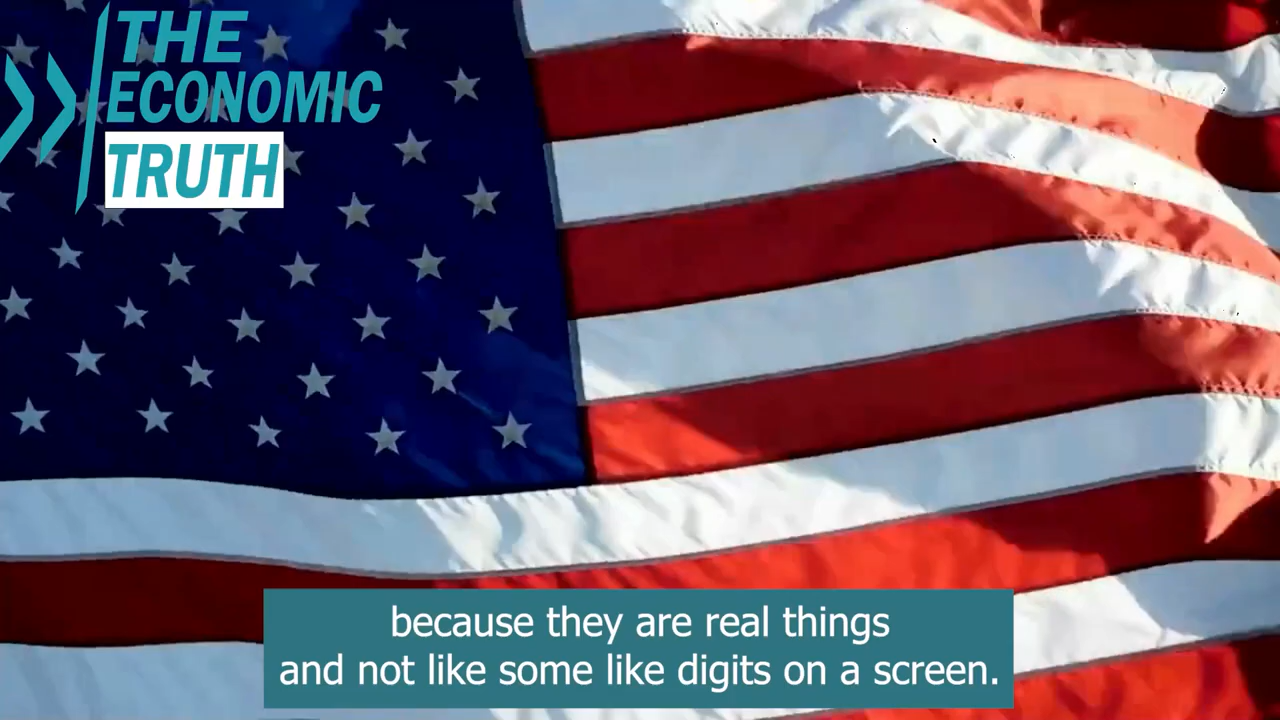 THE
ECONOMIC
TRUTH
because they are real things
and not like some like digits on a screen.